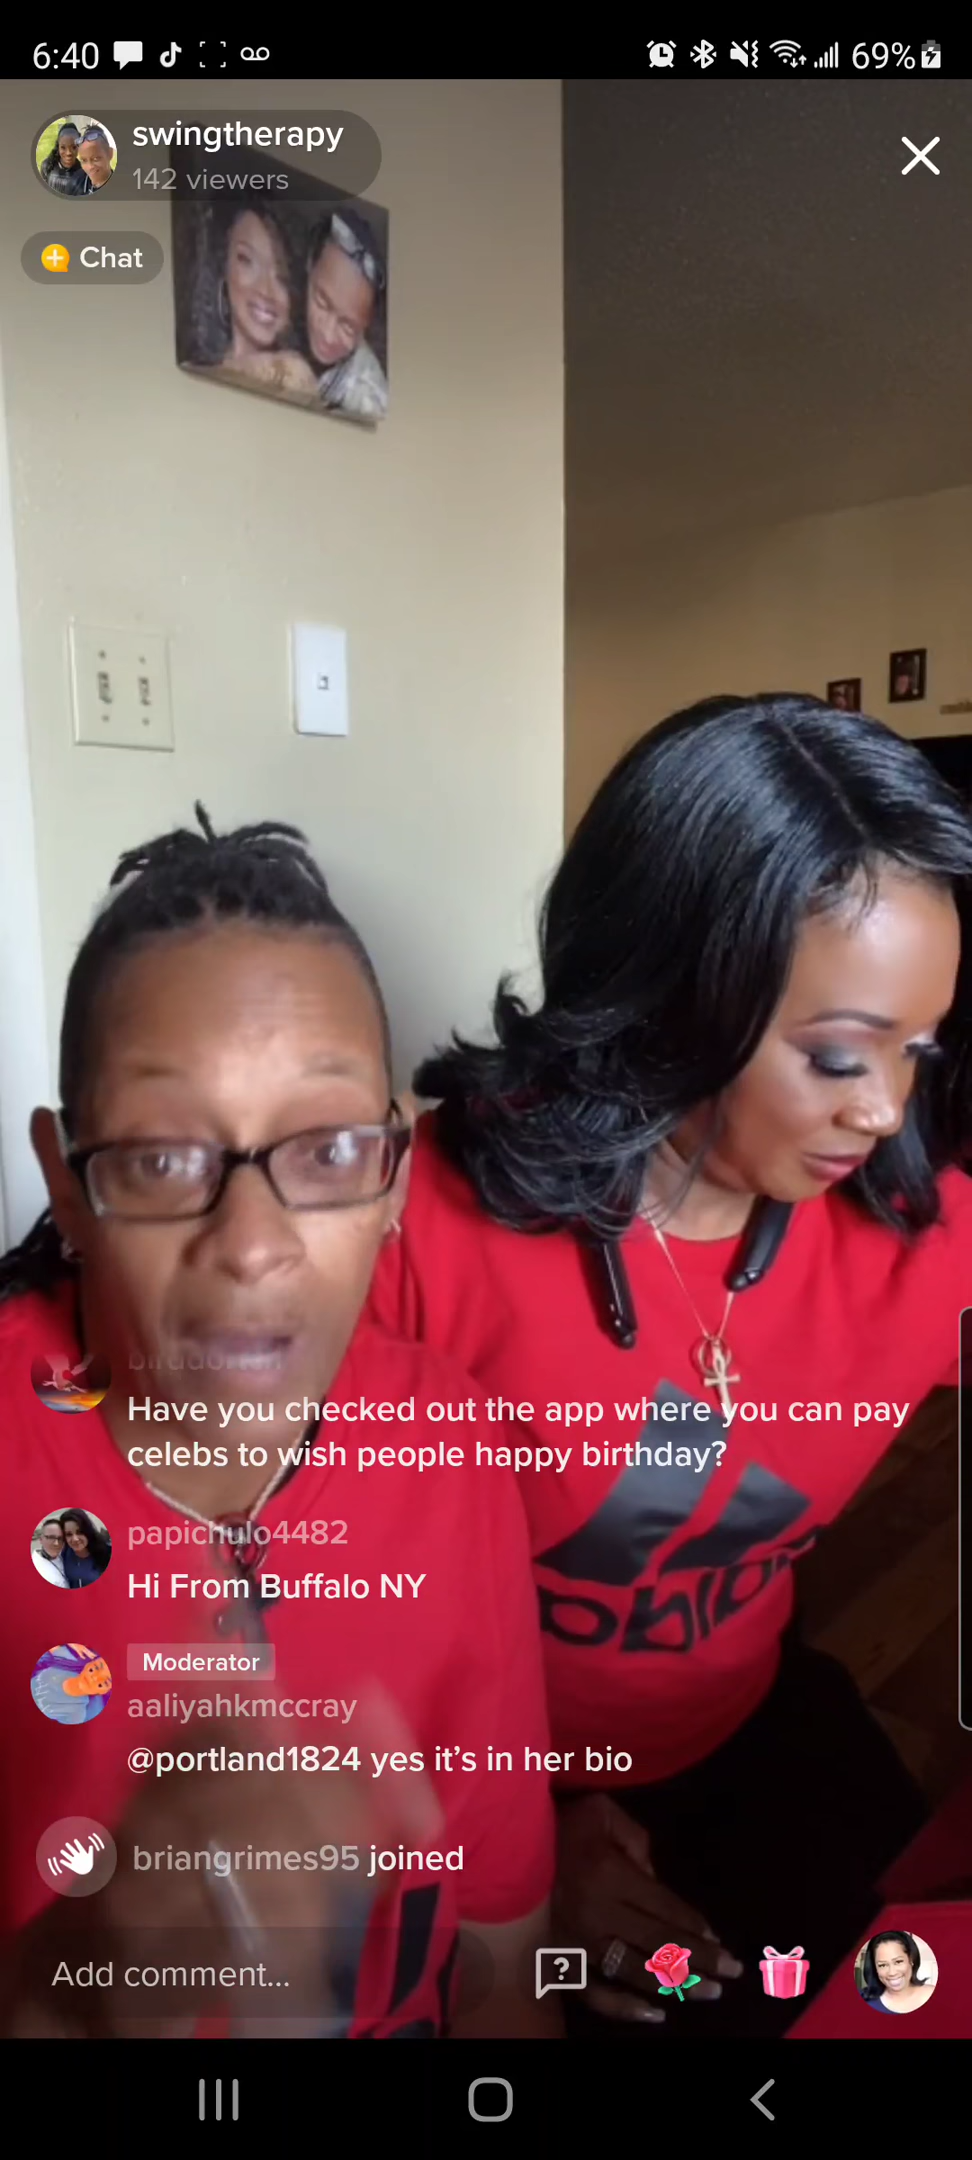 6:40
69%
swingtherapy
142 viewers
Chat
Have you checked out the app where you can pay
celebs to wish people happy birthday?
papichulo4482
Hi From Buffalo NY
Moderator
aaliyahkmccray
@portland1824 yes it's in her bio
briangrimes95 joined
Add comment...